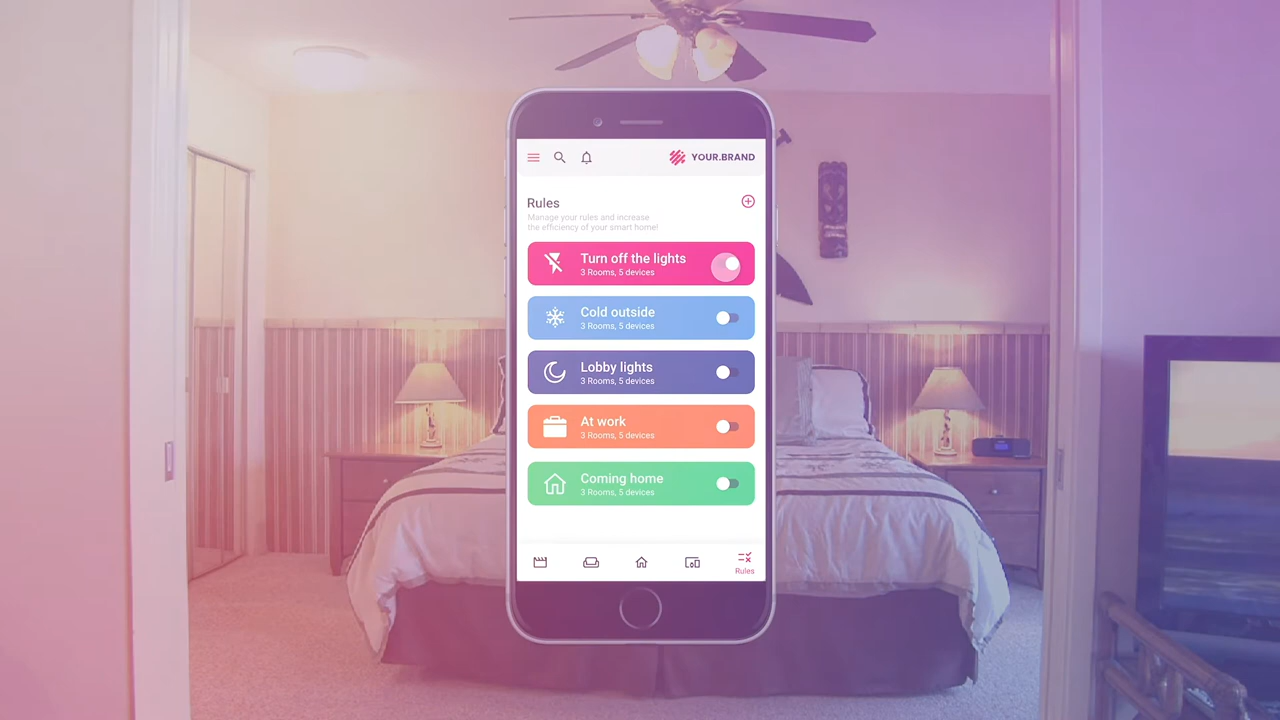 YOUR.BRAND
Rules
Manage your rules and increase
the efficiency of your smart home!
Turn off the lights
3 Rooms, 5 devices
Cold outside
3 Rooms, 5 devices
Lobby lights
3 Rooms, 5 devices
At work
3 Rooms, 5 devices
Coming home
3 Rooms, 5 devices
Rules